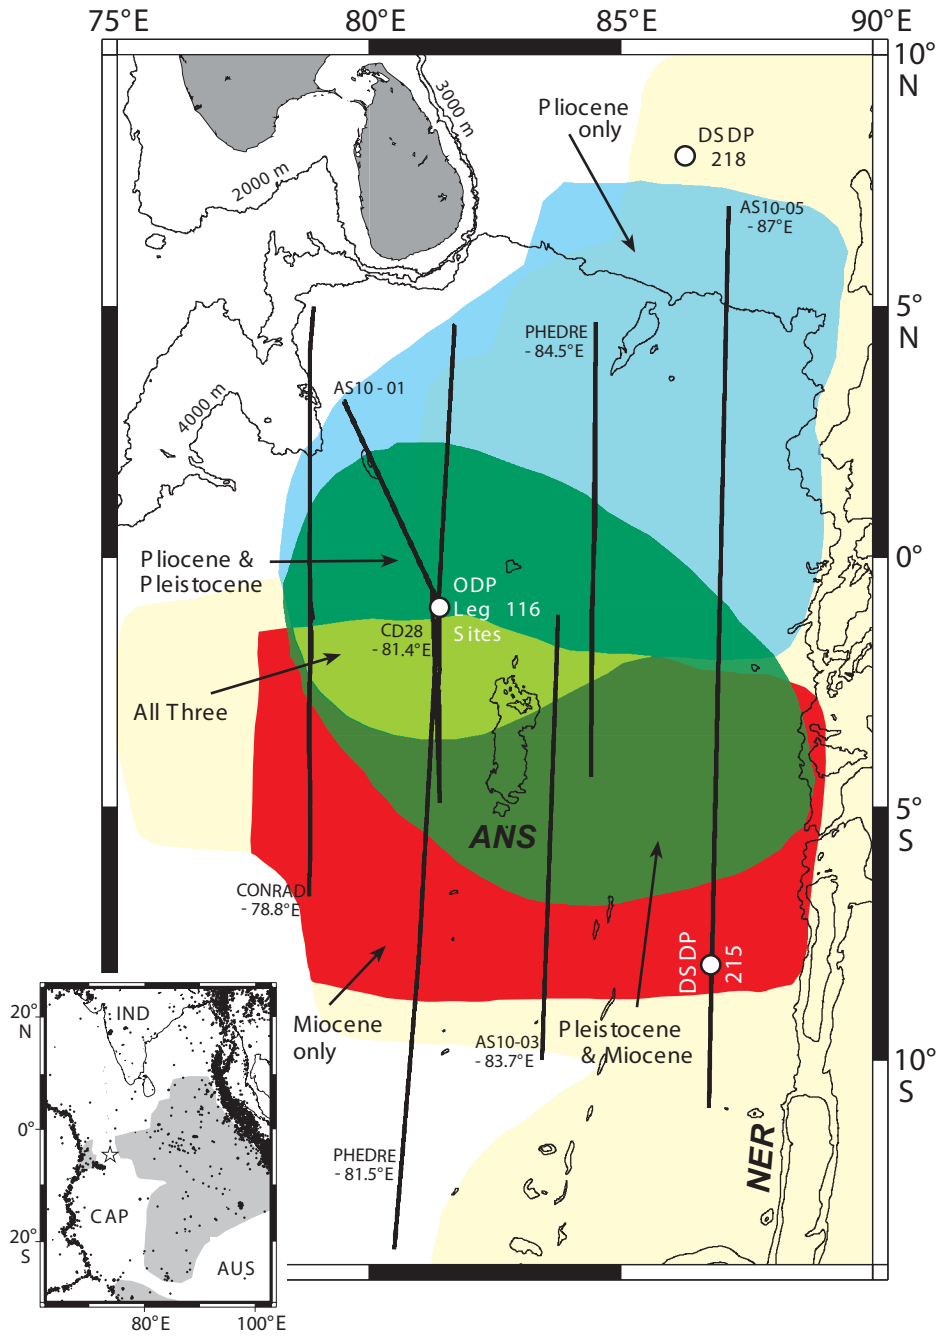 75°E 80°E 85°E 90°E
10°
N
3000 m
Pliocene
only
DSDP
218
2000 m
AS10-05
- 87°E
5°
N
PHEDRE
- 84.5°E
AS10 - 01
4000 m
0°
Pliocene &
Pleistocene
ODP
Leg 116
Sites
CD28
- 81.4°E
All Three
5°
S
ANS
CONRAD
- 78.8°E
DSDP
215
Miocene
only
Pleistocene
& Miocene
AS10-03
- 83.7°E
10°
S
PHEDRE
- 81.5°E
NER
20°
N
IND
0°
CAP
20°
S
AUS
80°E 100°E